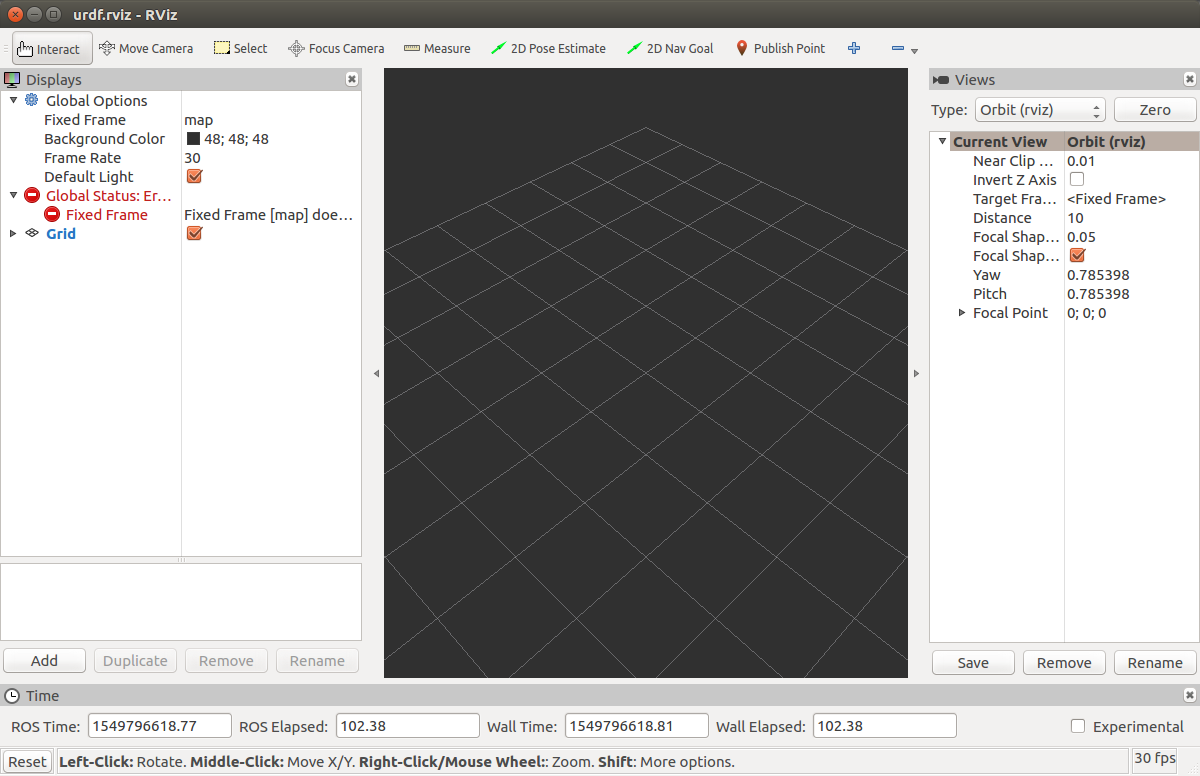 urdf.rviz - RViz
Interact Move Camera Select Focus Camera Measure 2D Pose Estimate 2D Nav Goal Publish Point
Displays
Global Options
Fixed Frame map
Background Color 48; 48; 48
Frame Rate 30
Default Light
Global Status: Er...
Fixed Frame Fixed Frame [map] doe...
Grid
Add Duplicate Remove Rename
Views
Type: Orbit (rviz) Zero
Current View Orbit (rviz)
Near Clip ... 0.01
Invert Z Axis
Target Fra... <Fixed Frame>
Distance 10
Focal Shap... 0.05
Focal Shap...
Yaw 0.785398
Pitch 0.785398
Focal Point 0; 0; 0
Save Remove Rename
Time
ROS Time: 1549796618.77 ROS Elapsed: 102.38 Wall Time: 1549796618.81 Wall Elapsed: 102.38 Experimental
Reset Left-Click: Rotate. Middle-Click: Move X/Y. Right-Click/Mouse Wheel:: Zoom. Shift: More options. 30 fps